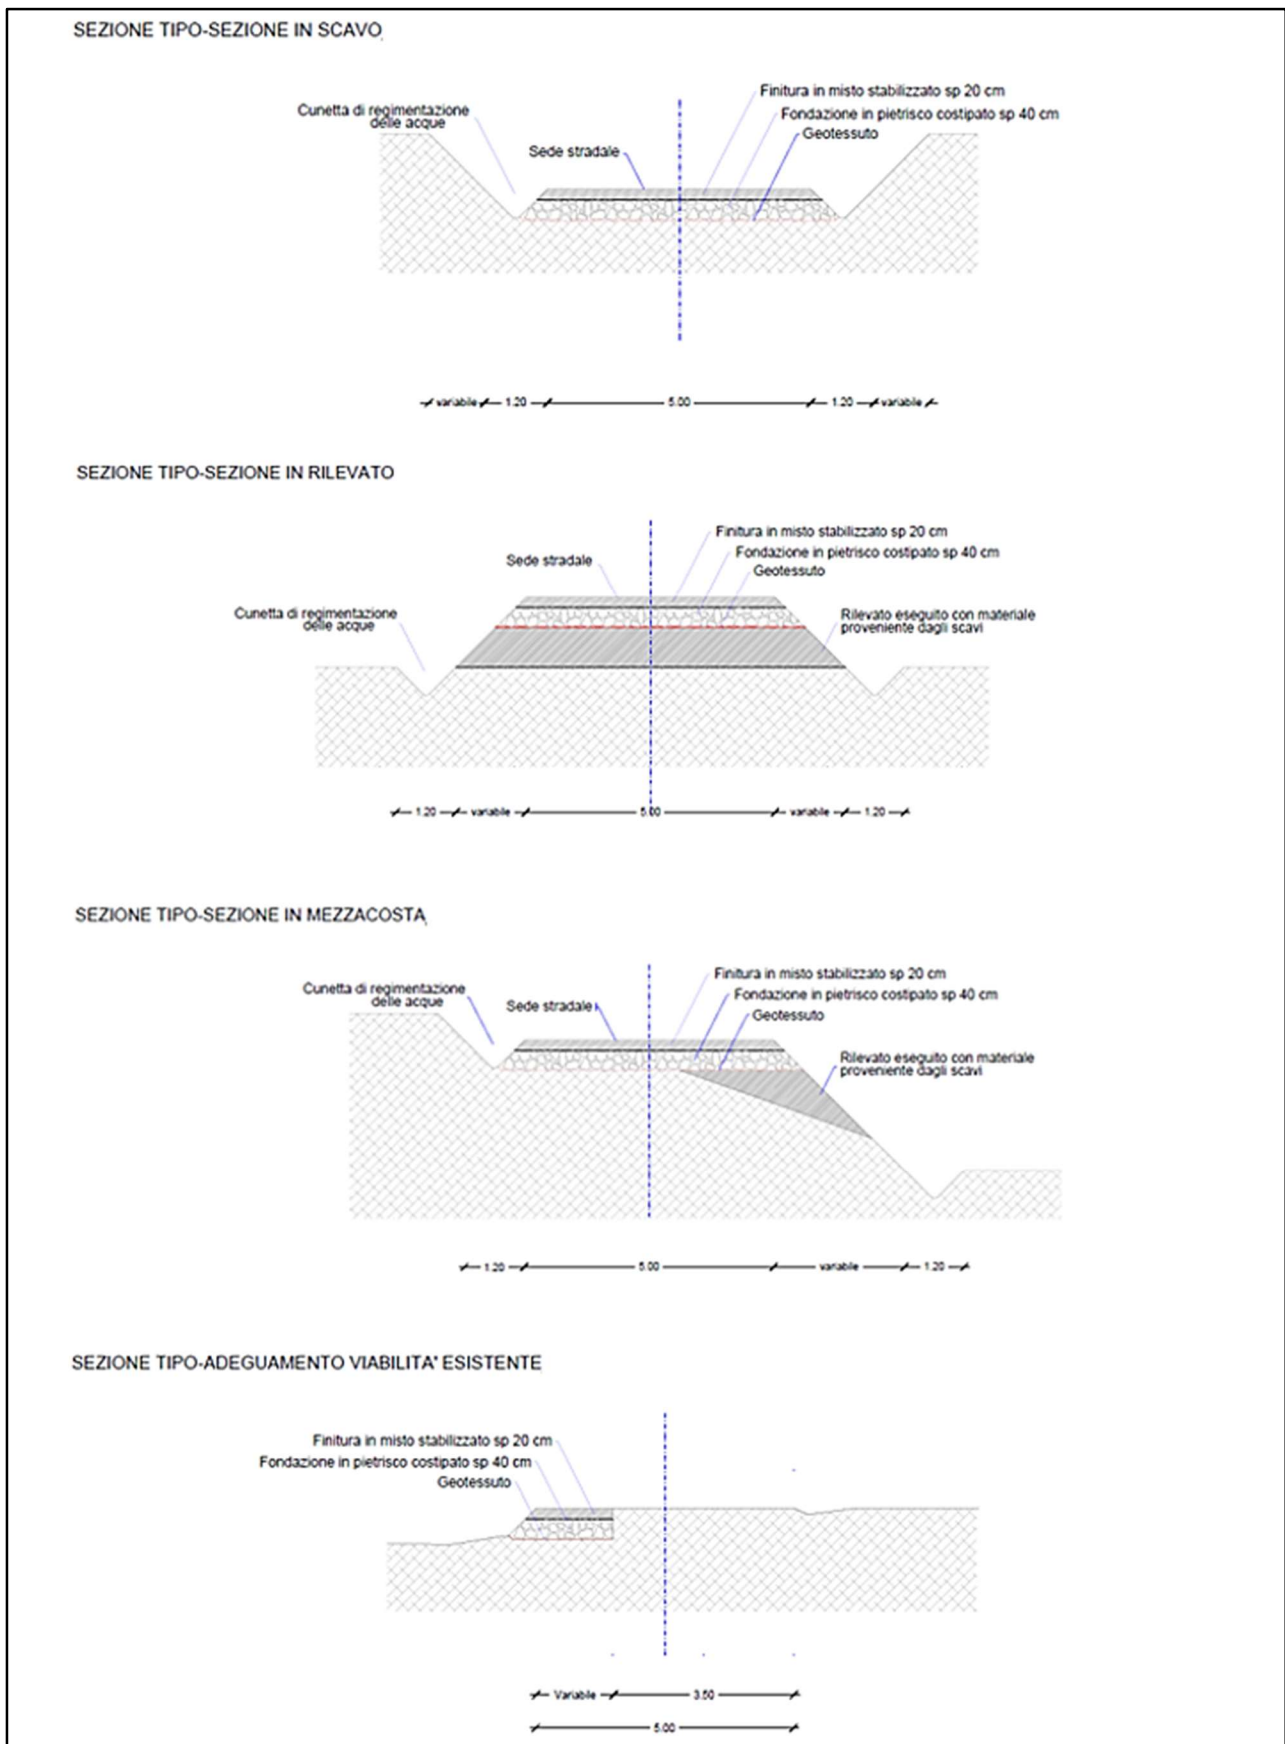 SEZIONE TIPO-SEZIONE IN SCAVO
Finitura in misto stabilizzato sp 20 cm
Cunetta di regimentazione
delle acque
Fondazione in pietrisco costipato sp 40 cm
Geotessuto
Sede stradale
variabile 1.20 5.00 1.20 variabile
SEZIONE TIPO-SEZIONE IN RILEVATO
Finitura in misto stabilizzato sp 20 cm
Fondazione in pietrisco costipato sp 40 cm
Sede stradale
Geotessuto
Cunetta di regimentazione
delle acque
Rilevato eseguito con materiale
proveniente dagli scavi
1.20 variabile 5.00 variabile 1.20
SEZIONE TIPO-SEZIONE IN MEZZACOSTA
Finitura in misto stabilizzato sp 20 cm
Cunetta di regimentazione
delle acque
Fondazione in pietrisco costipato sp 40 cm
Sede stradale
Geotessuto
Rilevato eseguito con materiale
proveniente dagli scavi
1.20 5.00 variabile 1.20
SEZIONE TIPO-ADEGUAMENTO VIABILITA' ESISTENTE
Finitura in misto stabilizzato sp 20 cm
Fondazione in pietrisco costipato sp 40 cm
Geotessuto
Variabile 3.50
5.00